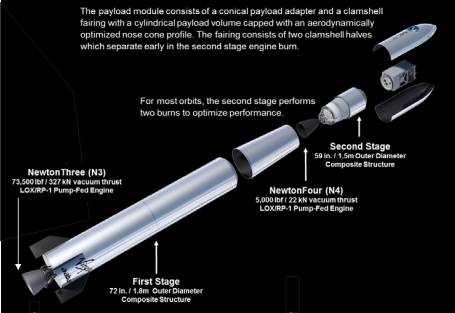 The payload module consists of a conical payload adapter and a clamshell
fairing with a cylindrical payload volume capped with an aerodynamically
optimized nose cone profile. The fairing consists of two clamshell halves
which separate early in the second stage engine burn.
For most orbits, the second stage performs
two burns to optimize performance.
Second Stage
59 in. / 1.5m Outer Diameter
Composite Structure
NewtonThree (N3)
73,500 lbf / 327 kN vacuum thrust
LOX/RP-1 Pump-Fed Engine
NewtonFour (N4)
5,000 lbf / 22 kN vacuum thrust
LOX/RP-1 Pump-Fed Engine
First Stage
72 in. / 1.8m Outer Diameter
Composite Structure